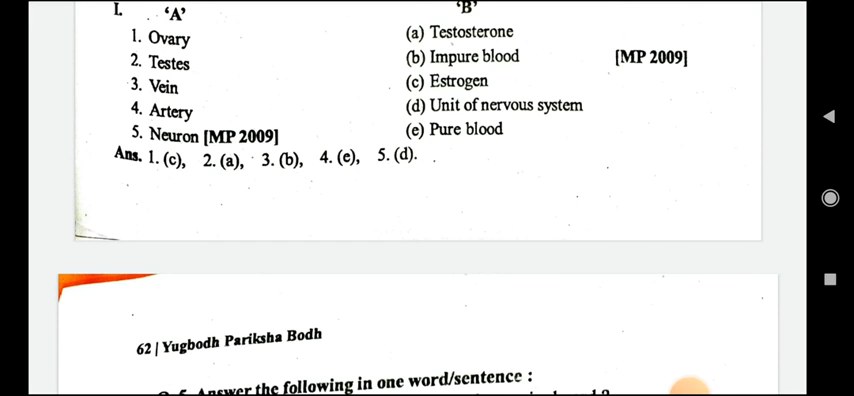 I. 'A' 'B'
1. Ovary (a) Testosterone
2. Testes (b) Impure blood [MP 2009]
3. Vein (c) Estrogen
4. Artery (d) Unit of nervous system
5. Neuron [MP 2009] (e) Pure blood
Ans. 1. (c), 2. (a), 3. (b), 4. (e), 5. (d).
62 | Yugbodh Pariksha Bodh
Answer the following in one word/sentence :